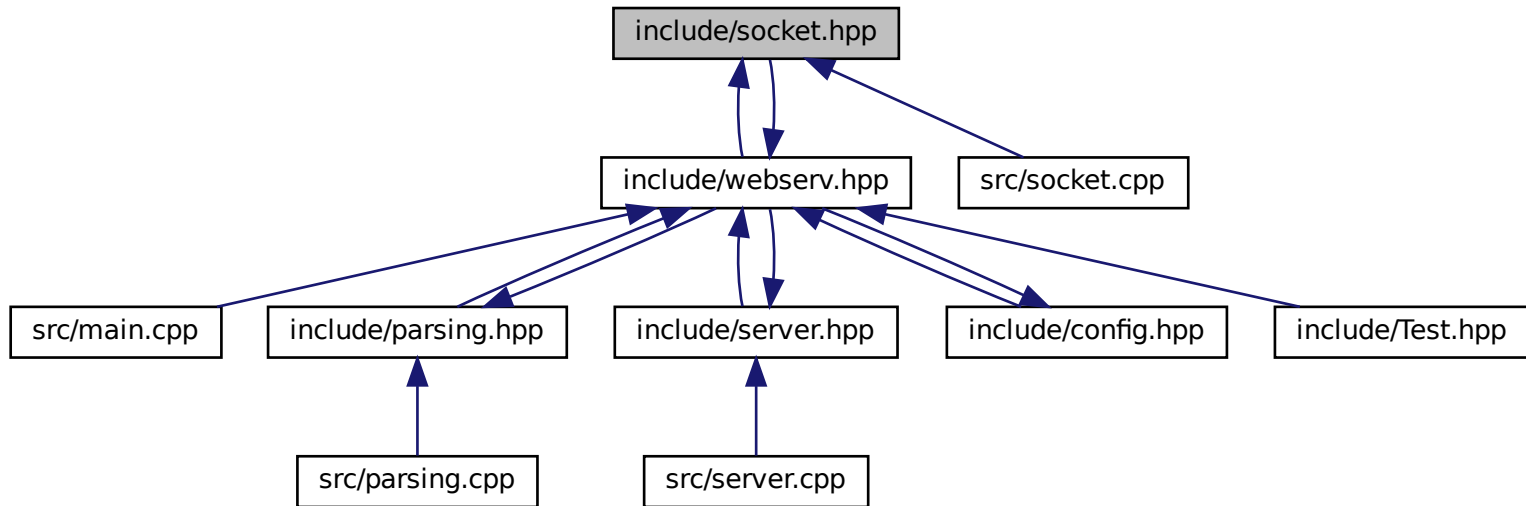 include/socket.hpp
include/webserv.hpp
src/socket.cpp
src/main.cpp
include/parsing.hpp
include/server.hpp
include/config.hpp
include/Test.hpp
src/parsing.cpp
src/server.cpp